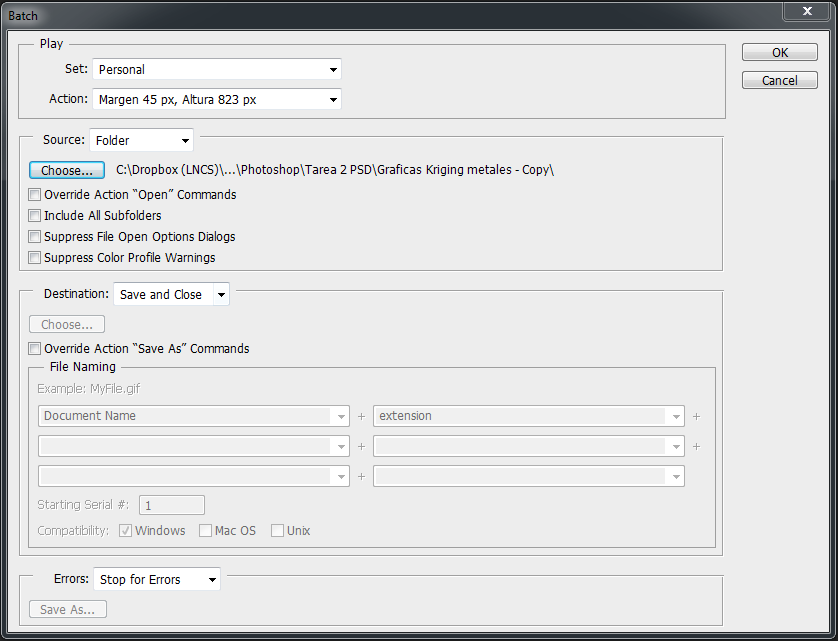 Batch
Play
Set: Personal
Action: Margen 45 px, Altura 823 px
OK
Cancel
Source: Folder
Choose... C:\Dropbox (LNCS)\...\Photoshop\Tarea 2 PSD\Graficas Kriging metales - Copy\
Override Action “Open” Commands
Include All Subfolders
Suppress File Open Options Dialogs
Suppress Color Profile Warnings
Destination: Save and Close
Choose...
Override Action “Save As” Commands
File Naming
Example: MyFile.gif
Document Name + extension +
+ +
+
Starting Serial #: 1
Compatibility: Windows Mac OS Unix
Errors: Stop for Errors
Save As...